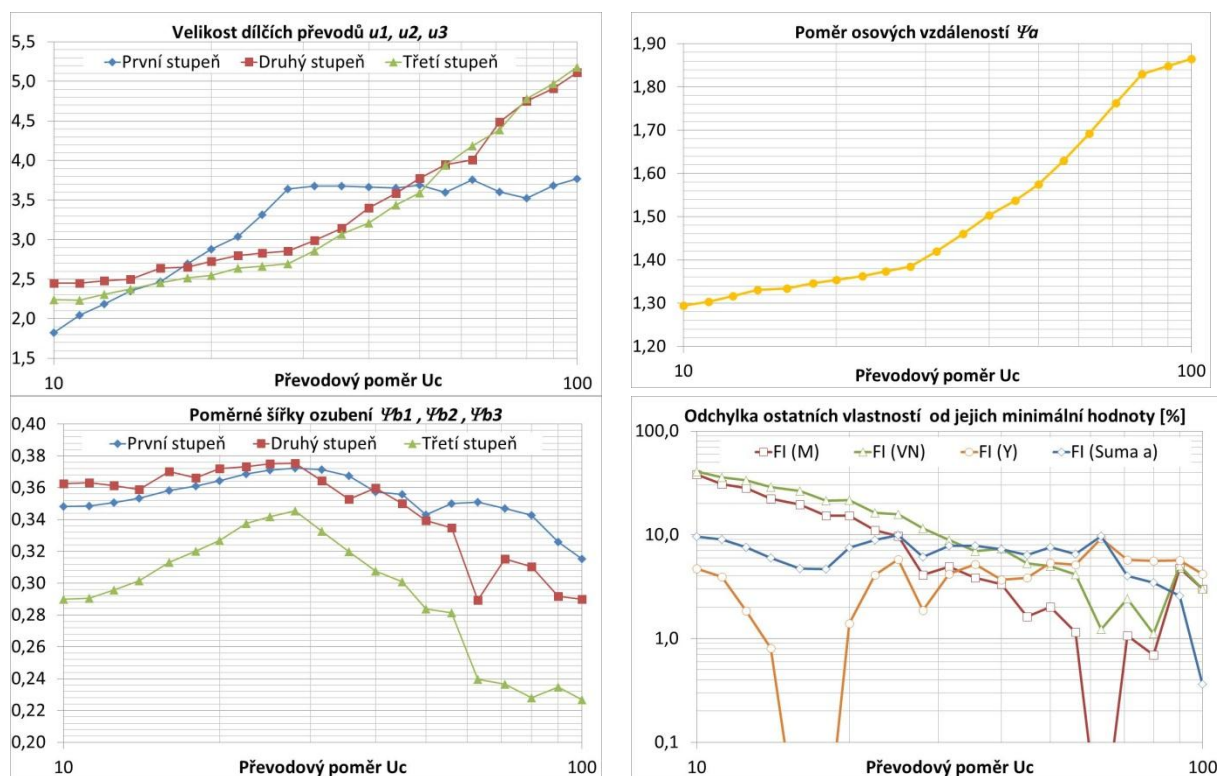 Velikost dílčích převodů u1, u2, u3
5,5
5,0
4,5
4,0
3,5
3,0
2,5
2,0
1,5
První stupeň
Druhý stupeň
Třetí stupeň
10
Převodový poměr Uc
100
Poměr osových vzdáleností Ψa
1,90
1,80
1,70
1,60
1,50
1,40
1,30
1,20
10
Převodový poměr Uc
100
Poměrné šířky ozubení Ψb1 , Ψb2 , Ψb3
0,40
0,38
0,36
0,34
0,32
0,30
0,28
0,26
0,24
0,22
0,20
První stupeň
Druhý stupeň
Třetí stupeň
10
Převodový poměr Uc
100
Odchylka ostatních vlastností od jejich minimální hodnoty [%]
100,0
10,0
1,0
0,1
FI (M)
FI (VN)
FI (Y)
FI (Suma a)
10
Převodový poměr Uc
100